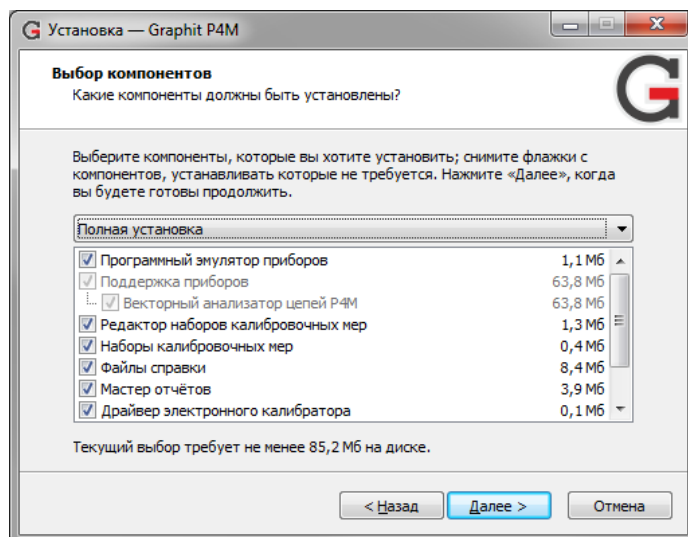 Установка — Graphit P4M
Выбор компонентов
Какие компоненты должны быть установлены?
Выберите компоненты, которые вы хотите установить; снимите флажки с
компонентов, устанавливать которые не требуется. Нажмите «Далее», когда
вы будете готовы продолжить.
Полная установка
Программный эмулятор приборов 1,1 Мб
Поддержка приборов 63,8 Мб
Векторный анализатор цепей Р4М 63,8 Мб
Редактор наборов калибровочных мер 1,3 Мб
Наборы калибровочных мер 0,4 Мб
Файлы справки 8,4 Мб
Мастер отчётов 3,9 Мб
Драйвер электронного калибратора 0,1 Мб
Текущий выбор требует не менее 85,2 Мб на диске.
< Назад Далее > Отмена